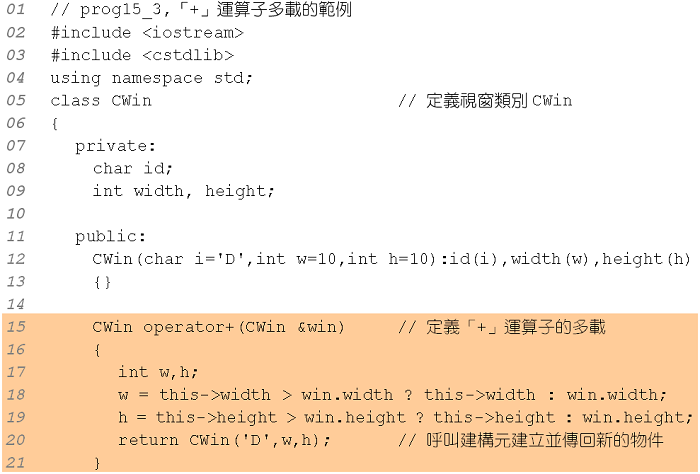 01 // prog15_3,「+」運算子多載的範例
02 #include <iostream>
03 #include <cstdlib>
04 using namespace std;
05 class CWin // 定義視窗類別 CWin
06 {
07 private:
08 char id;
09 int width, height;
10
11 public:
12 CWin(char i='D',int w=10,int h=10):id(i),width(w),height(h)
13 {}
14
15 CWin operator+(CWin &win) // 定義「+」運算子的多載
16 {
17 int w,h;
18 w = this->width > win.width ? this->width : win.width;
19 h = this->height > win.height ? this->height : win.height;
20 return CWin('D',w,h); // 呼叫建構元建立並傳回新的物件
21 }